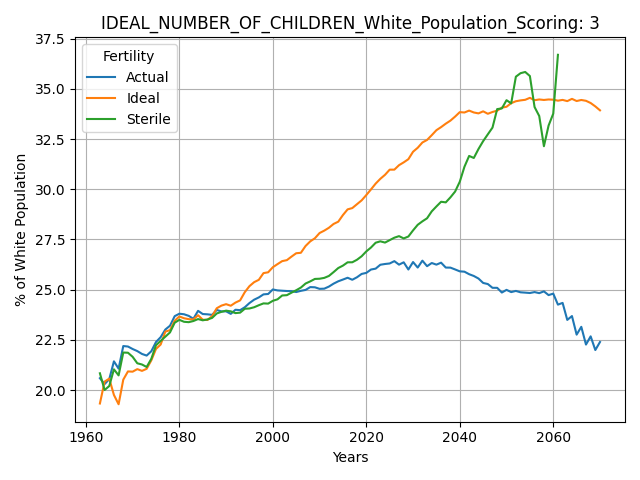 IDEAL_NUMBER_OF_CHILDREN_White_Population_Scoring: 3
Fertility
Actual
Ideal
Sterile
% of White Population
37.5
35.0
32.5
30.0
27.5
25.0
22.5
20.0
1960 1980 2000 2020 2040 2060
Years